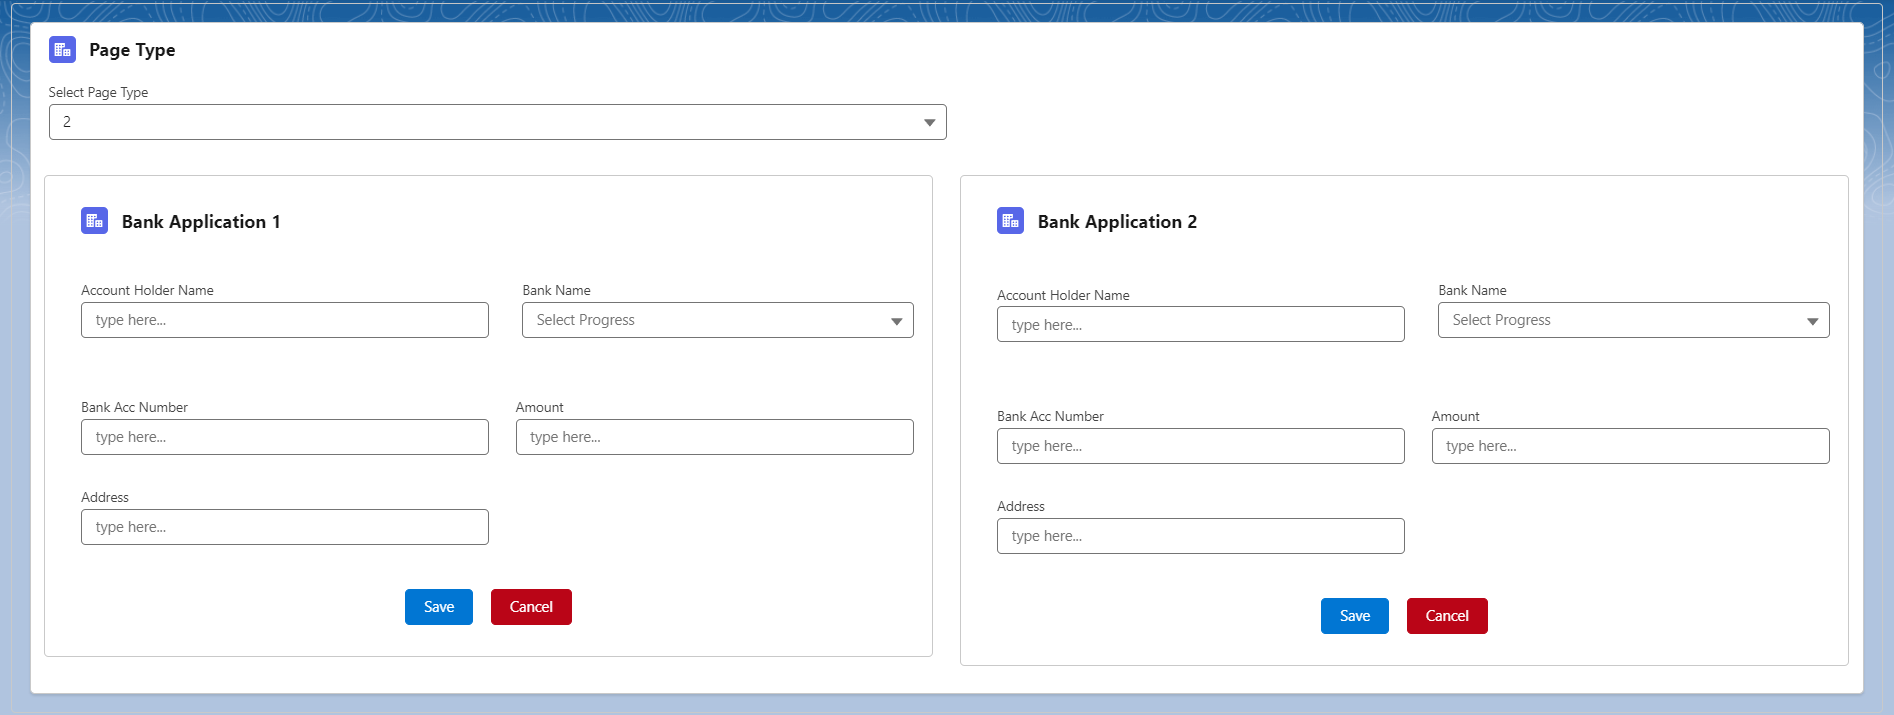 Page Type
Select Page Type
2
Bank Application 1
Account Holder Name
Bank Name
type here...
Select Progress
Bank Acc Number
Amount
type here...
type here...
Address
type here...
Save
Cancel
Bank Application 2
Account Holder Name
Bank Name
type here...
Select Progress
Bank Acc Number
Amount
type here...
type here...
Address
type here...
Save
Cancel